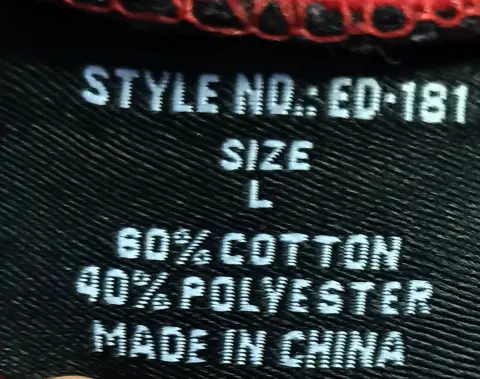 STYLE NO.: ED-181
SIZE
L
60% COTTON
40% POLYESTER
MADE IN CHINA